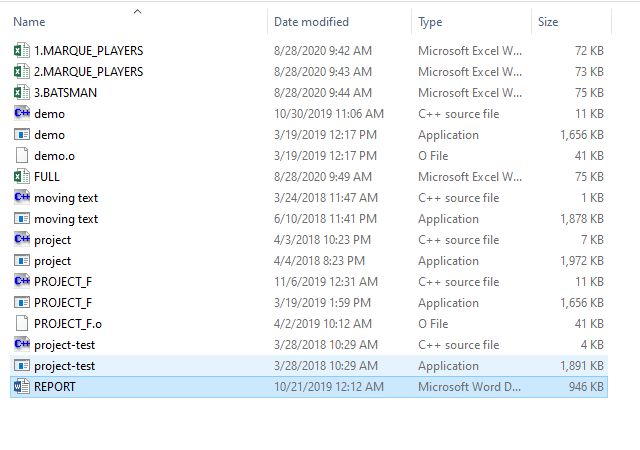 Name Date modified Type Size
1.MARQUE_PLAYERS 8/28/2020 9:42 AM Microsoft Excel W... 72 KB
2.MARQUE_PLAYERS 8/28/2020 9:43 AM Microsoft Excel W... 73 KB
3.BATSMAN 8/28/2020 9:44 AM Microsoft Excel W... 75 KB
demo 10/30/2019 11:06 AM C++ source file 11 KB
demo 3/19/2019 12:17 PM Application 1,656 KB
demo.o 3/19/2019 12:17 PM O File 41 KB
FULL 8/28/2020 9:49 AM Microsoft Excel W... 75 KB
moving text 3/24/2018 11:47 AM C++ source file 1 KB
moving text 6/10/2018 11:41 PM Application 1,878 KB
project 4/3/2018 10:23 PM C++ source file 7 KB
project 4/4/2018 8:23 PM Application 1,972 KB
PROJECT_F 11/6/2019 12:31 AM C++ source file 11 KB
PROJECT_F 3/19/2019 1:59 PM Application 1,656 KB
PROJECT_F.o 4/2/2019 10:12 AM O File 41 KB
project-test 3/28/2018 10:29 AM C++ source file 4 KB
project-test 3/28/2018 10:29 AM Application 1,891 KB
REPORT 10/21/2019 12:12 AM Microsoft Word D... 946 KB